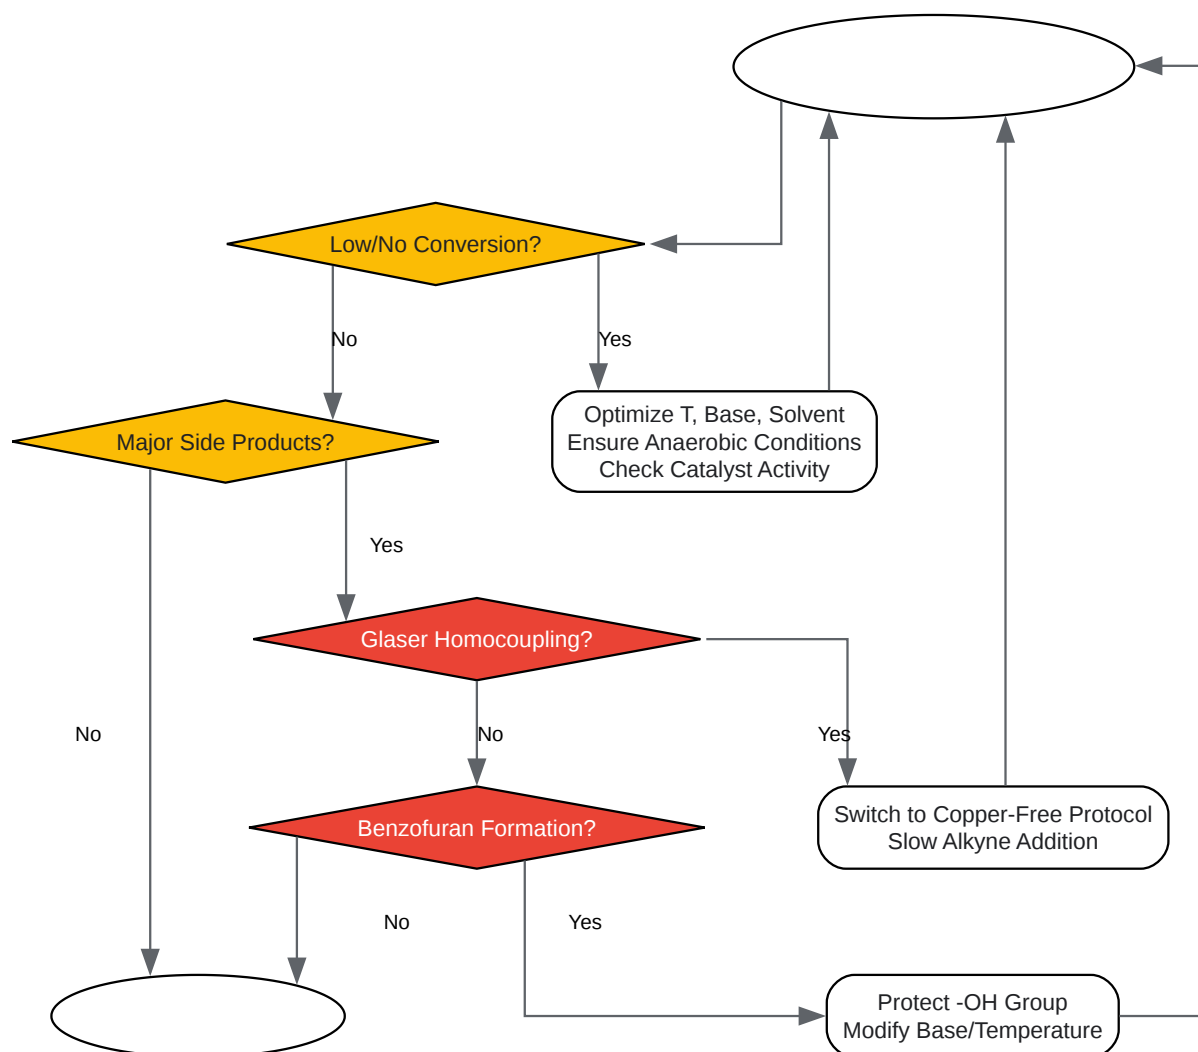 Low/No Conversion?
No
Yes
Optimize T, Base, Solvent
Ensure Anaerobic Conditions
Check Catalyst Activity
Major Side Products?
Yes
Glaser Homocoupling?
No
No
Yes
Switch to Copper-Free Protocol
Slow Alkyne Addition
Benzofuran Formation?
No
Yes
Protect -OH Group
Modify Base/Temperature